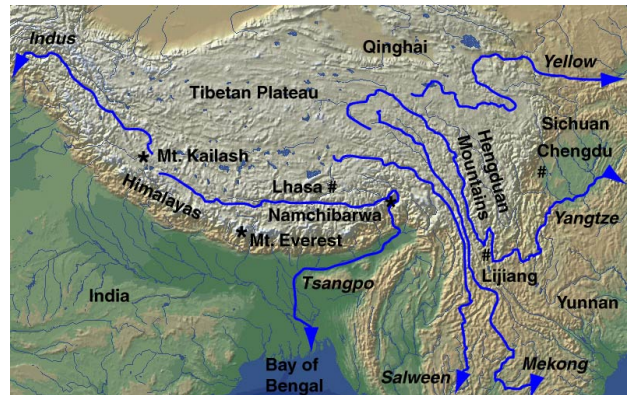 Indus
Qinghai
Yellow
Tibetan Plateau
Sichuan
Hengduan
Mountains
Chengdu
#
* Mt. Kailash
Himalayas
Lhasa #
Namchibarwa *
Yangtze
* Mt. Everest
#
Lijiang
Tsangpo
India
Yunnan
Bay of
Bengal
Salween
Mekong